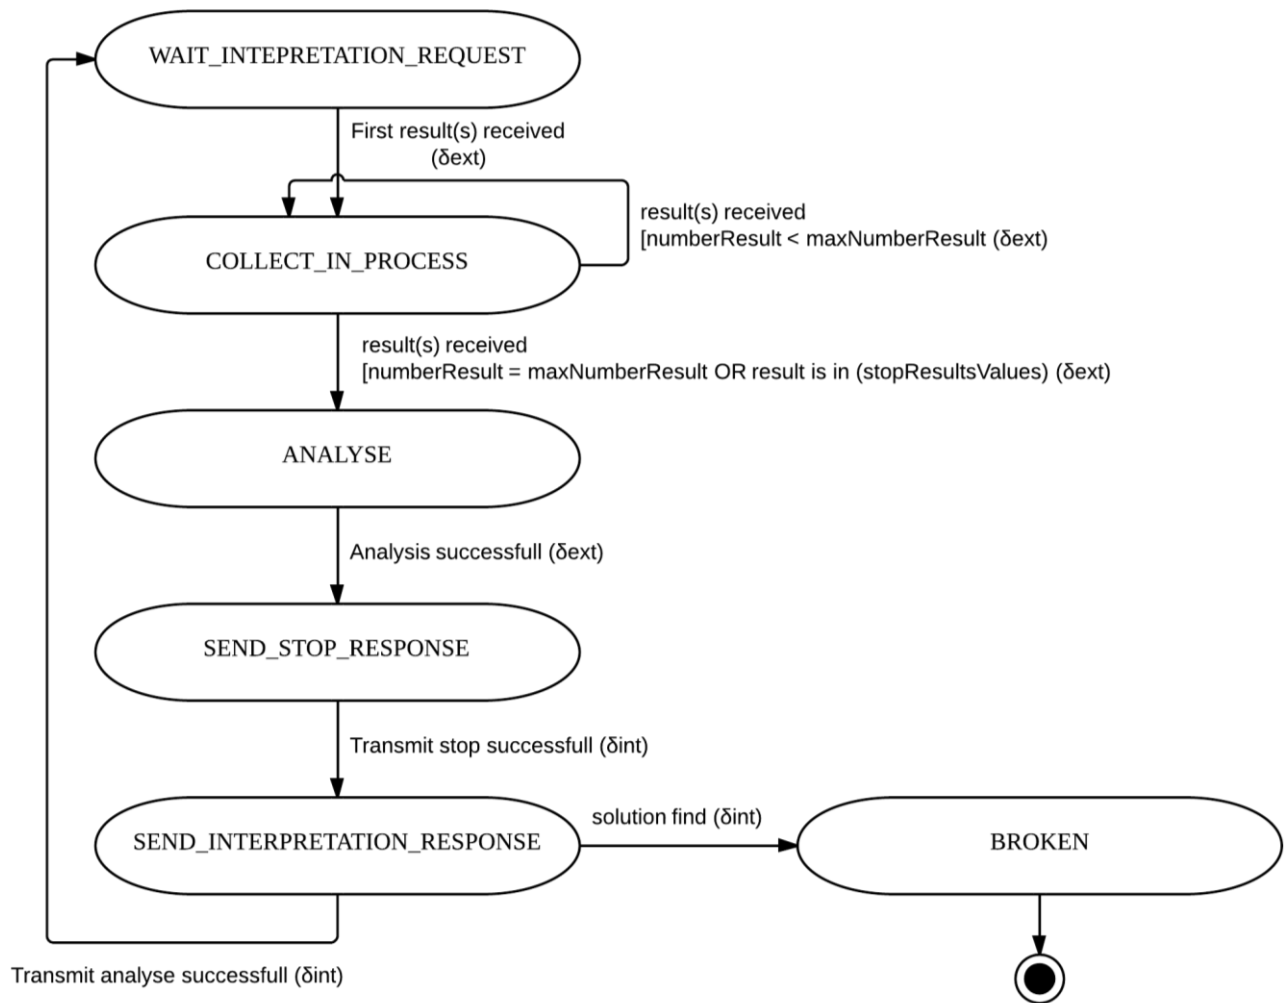 WAIT_INTEPRETATION_REQUEST
First result(s) received
(δext)
result(s) received
[numberResult < maxNumberResult (δext)
COLLECT_IN_PROCESS
result(s) received
[numberResult = maxNumberResult OR result is in (stopResultsValues) (δext)
ANALYSE
Analysis successfull (δext)
SEND_STOP_RESPONSE
Transmit stop successfull (δint)
solution find (δint)
SEND_INTERPRETATION_RESPONSE
BROKEN
Transmit analyse successfull (δint)